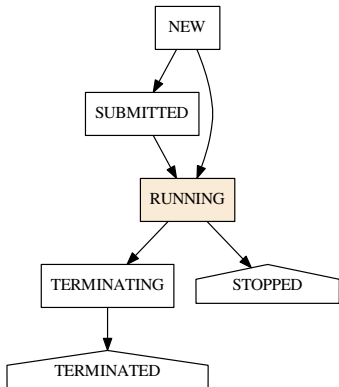 NEW
SUBMITTED
RUNNING
TERMINATING
STOPPED
TERMINATED